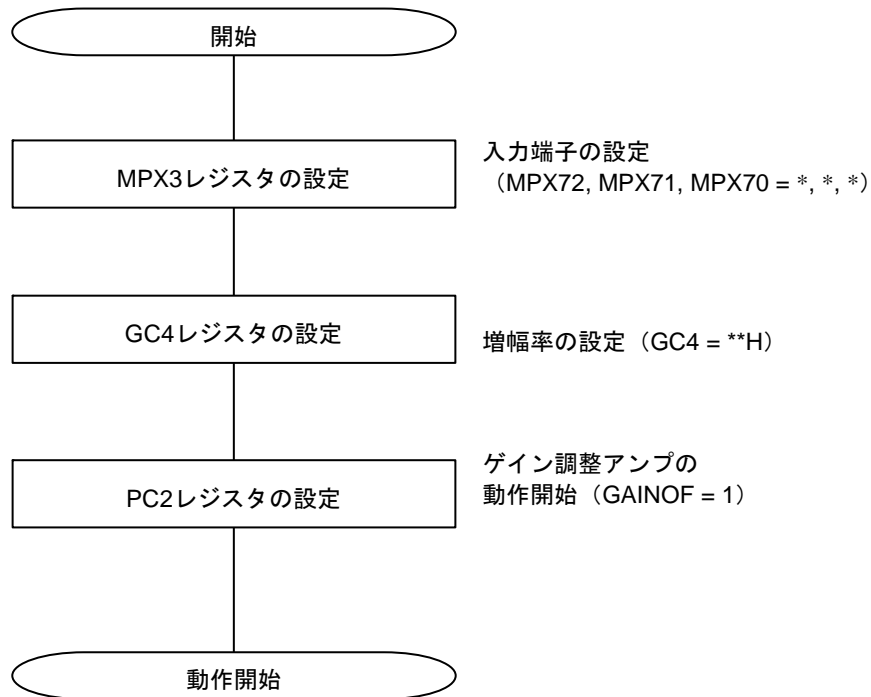 開始
MPX3レジスタの設定
入力端子の設定
（MPX72, MPX71, MPX70 = *, *, *）
GC4レジスタの設定
増幅率の設定（GC4 = **H）
PC2レジスタの設定
ゲイン調整アンプの
動作開始（GAINOF = 1）
動作開始